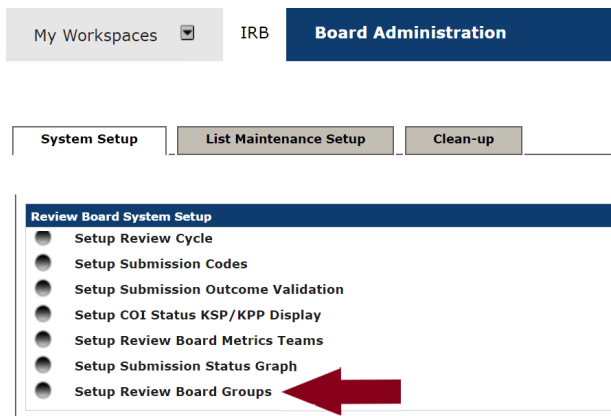 My Workspaces IRB Board Administration
System Setup List Maintenance Setup Clean-up
Review Board System Setup
Setup Review Cycle
Setup Submission Codes
Setup Submission Outcome Validation
Setup COI Status KSP/KPP Display
Setup Review Board Metrics Teams
Setup Submission Status Graph
Setup Review Board Groups